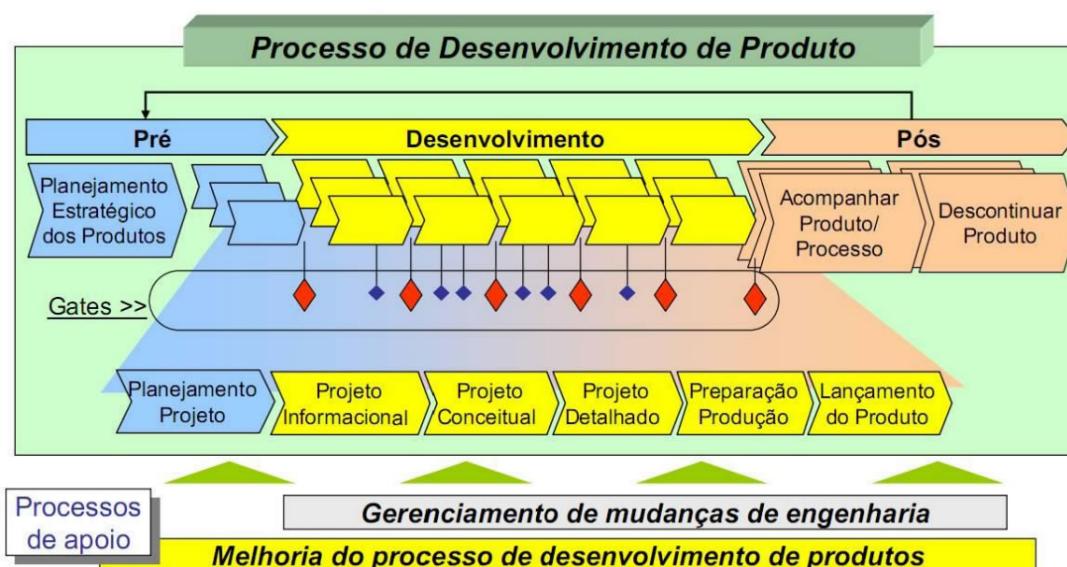 Processo de Desenvolvimento de Produto
Pré
Desenvolvimento
Pós
Planejamento
Estratégico
dos Produtos
Acompanhar
Produto/
Processo
Descontinuar
Produto
Gates >>
Planejamento
Projeto
Projeto
Informacional
Projeto
Conceitual
Projeto
Detalhado
Preparação
Produção
Lançamento
do Produto
Processos
de apoio
Gerenciamento de mudanças de engenharia
Melhoria do processo de desenvolvimento de produtos